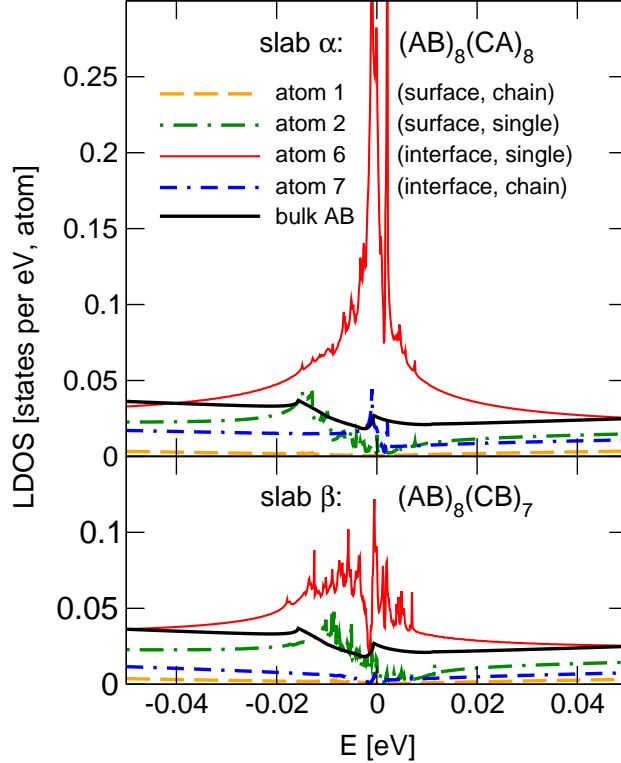 slab α: (AB)₈(CA)₈
0.25
atom 1 (surface, chain)
atom 2 (surface, single)
0.2
atom 6 (interface, single)
atom 7 (interface, chain)
bulk AB
0.15
0.1
0.05
0
LDOS [states per eV, atom]
slab β: (AB)₈(CB)₇
0.1
0.05
0
-0.04 -0.02 0 0.02 0.04
E [eV]